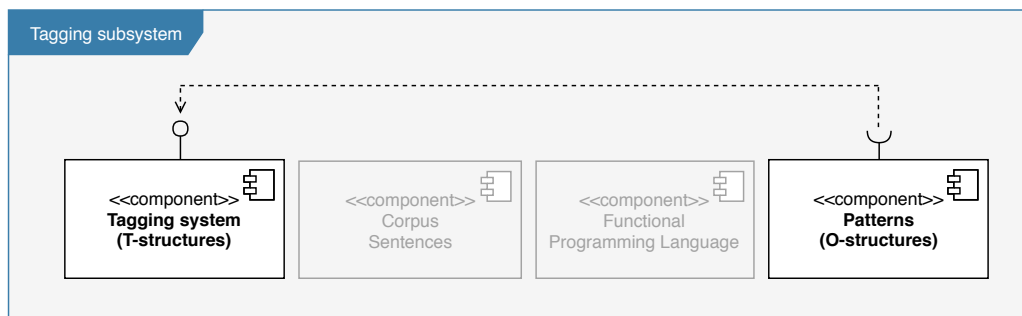 Tagging subsystem
<<component>>
Tagging system
(T-structures)
<<component>>
Corpus
Sentences
<<component>>
Functional
Programming Language
<<component>>
Patterns
(O-structures)